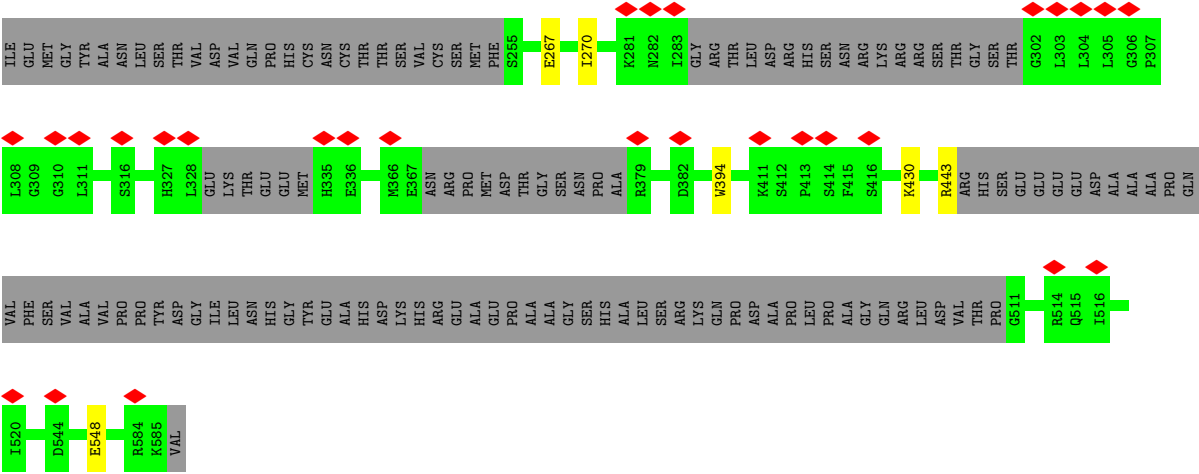 ILE GLU MET GLY TYR ALA ASN LEU SER THR VAL ASP VAL GLN PRO HIS CYS ASN CYS THR THR SER VAL CYS SER MET PHE S255 E267 I270 K281 N282 I283 GLY ARG THR LEU ASP ARG HIS SER ASN ARG LYS ARG ARG SER THR GLY SER THR G302 L303 L304 L305 G306 P307
L308 G309 G310 L311 S316 H327 L328 GLU LYS THR GLU GLU MET H335 E336 M366 E367 ASN ARG PRO MET ASP THR GLY SER ASN PRO ALA R379 D382 W394 K411 S412 P413 S414 F415 S416 K430 R443 ARG HIS SER GLU GLU GLU GLU ASP ALA ALA ALA PRO GLN
VAL PHE SER VAL ALA VAL PRO PRO TYR ASP GLY ILE LEU ASN HIS GLY TYR GLU ALA HIS ASP LYS HIS ARG GLU ALA GLU PRO ALA ALA GLY SER HIS ALA LEU SER ARG LYS GLN PRO ASP ALA PRO LEU PRO ALA GLY GLN ARG LEU ASP VAL THR PRO G511 R514 Q515 I516
I520 D544 E548 R584 K585 VAL